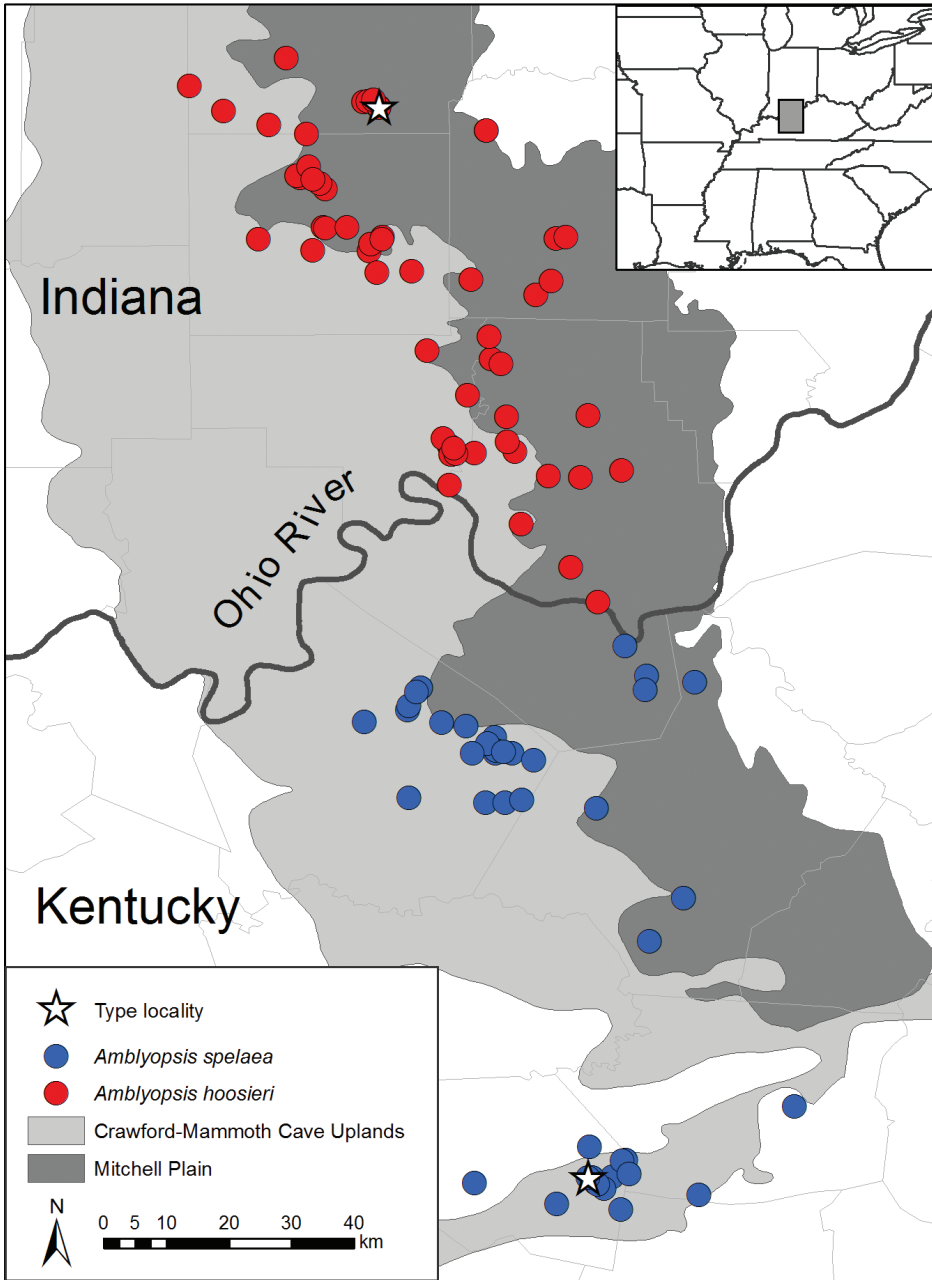 Indiana
Ohio River
Kentucky
Type locality
Amblyopsis spelaea
Amblyopsis hoosieri
Crawford-Mammoth Cave Uplands
Mitchell Plain
N
0 5 10 20 30 40
km